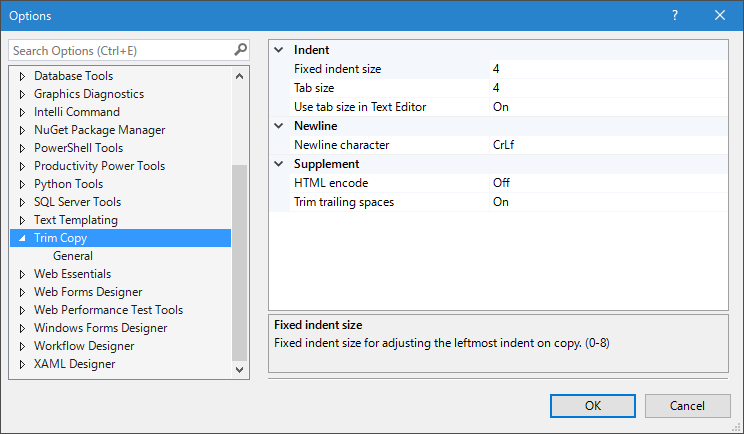 Options
Search Options (Ctrl+E)
Database Tools
Graphics Diagnostics
Intelli Command
NuGet Package Manager
PowerShell Tools
Productivity Power Tools
Python Tools
SQL Server Tools
Text Templating
Trim Copy
General
Web Essentials
Web Forms Designer
Web Performance Test Tools
Windows Forms Designer
Workflow Designer
XAML Designer
Indent
Fixed indent size 4
Tab size 4
Use tab size in Text Editor On
Newline
Newline character CrLf
Supplement
HTML encode Off
Trim trailing spaces On
Fixed indent size
Fixed indent size for adjusting the leftmost indent on copy. (0-8)
OK Cancel